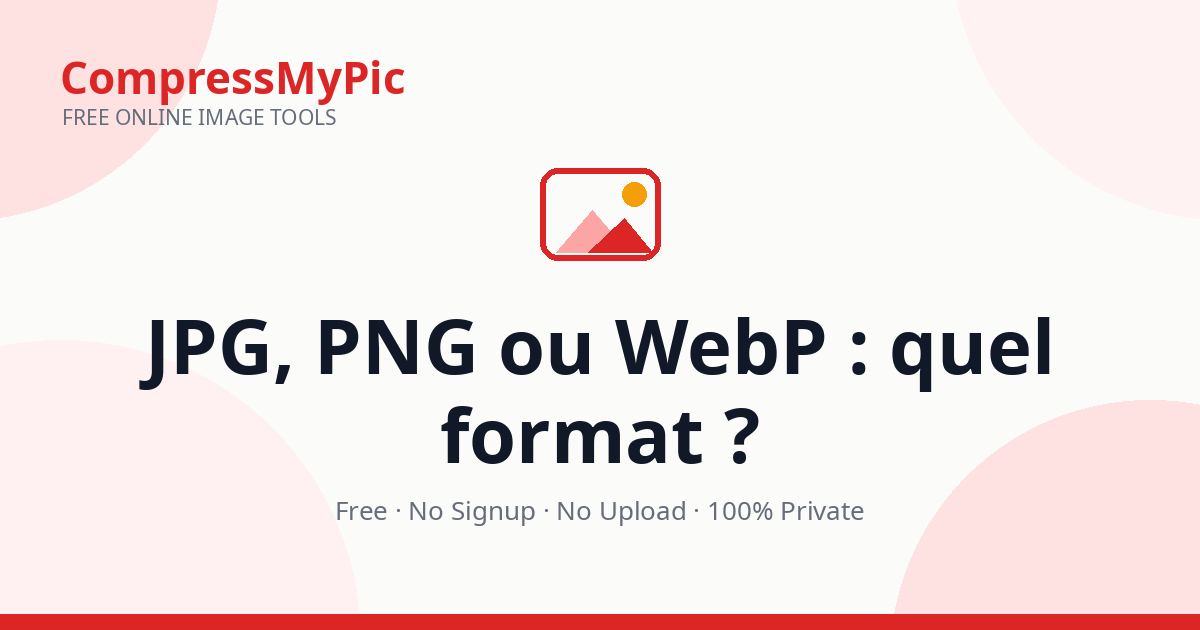 CompressMyPic
FREE ONLINE IMAGE TOOLS
JPG, PNG ou WebP : quel
format ?
Free · No Signup · No Upload · 100% Private